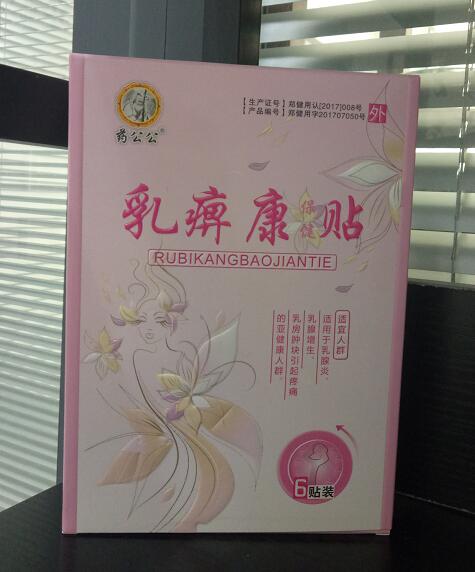 【生产证号】郑健用认[2017]008号
【产品编号】郑健用字201707050号
外
药公公®
乳痹康保健贴
RUBIKANGBAOJIANTIE
适宜人群
适用于乳腺炎、
乳腺增生、
乳房肿块引起疼痛
的亚健康人群。
6贴装